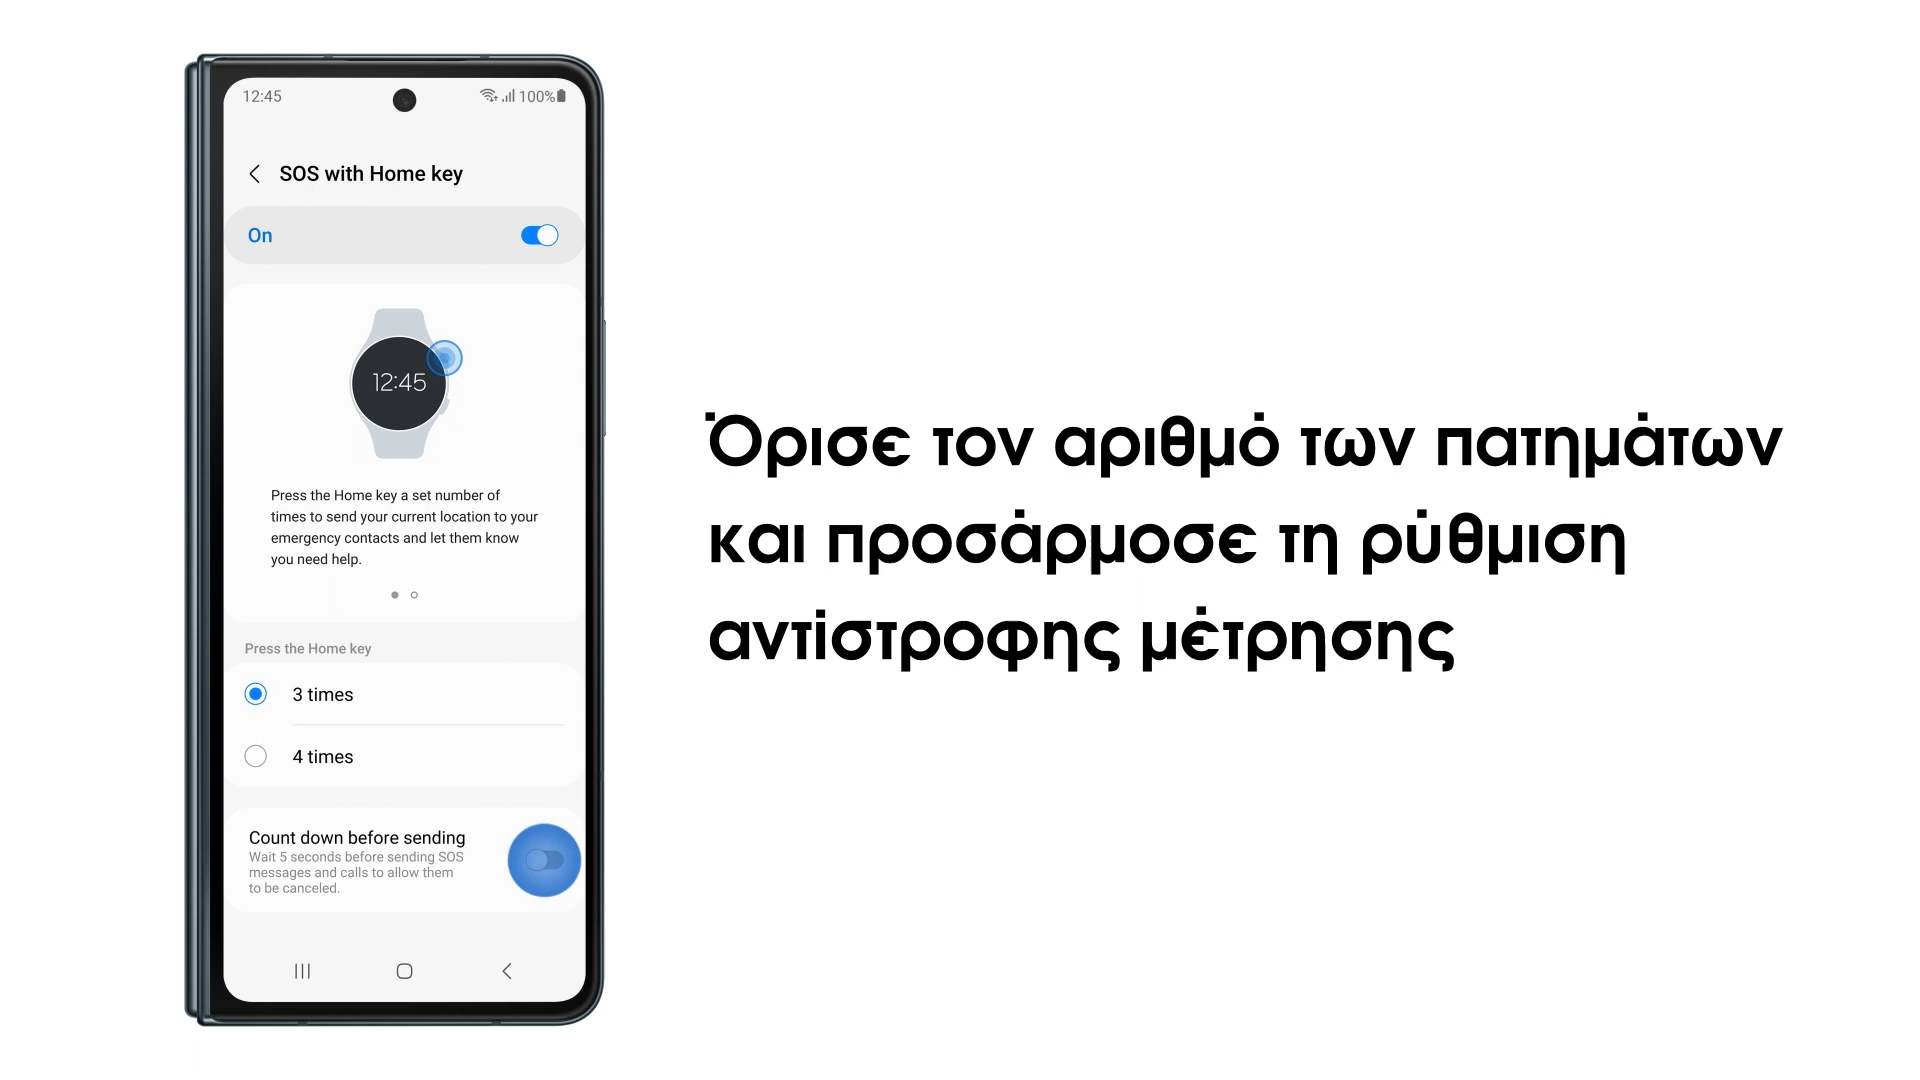 12:45
100%
SOS with Home key
On
12:45
Press the Home key a set number of
times to send your current location to your
emergency contacts and let them know
you need help.
Press the Home key
3 times
4 times
Count down before sending
Wait 5 seconds before sending SOS
messages and calls to allow them
to be canceled.
Όρισε τον αριθμό των πατημάτων
και προσάρμοσε τη ρύθμιση
αντίστροφης μέτρησης